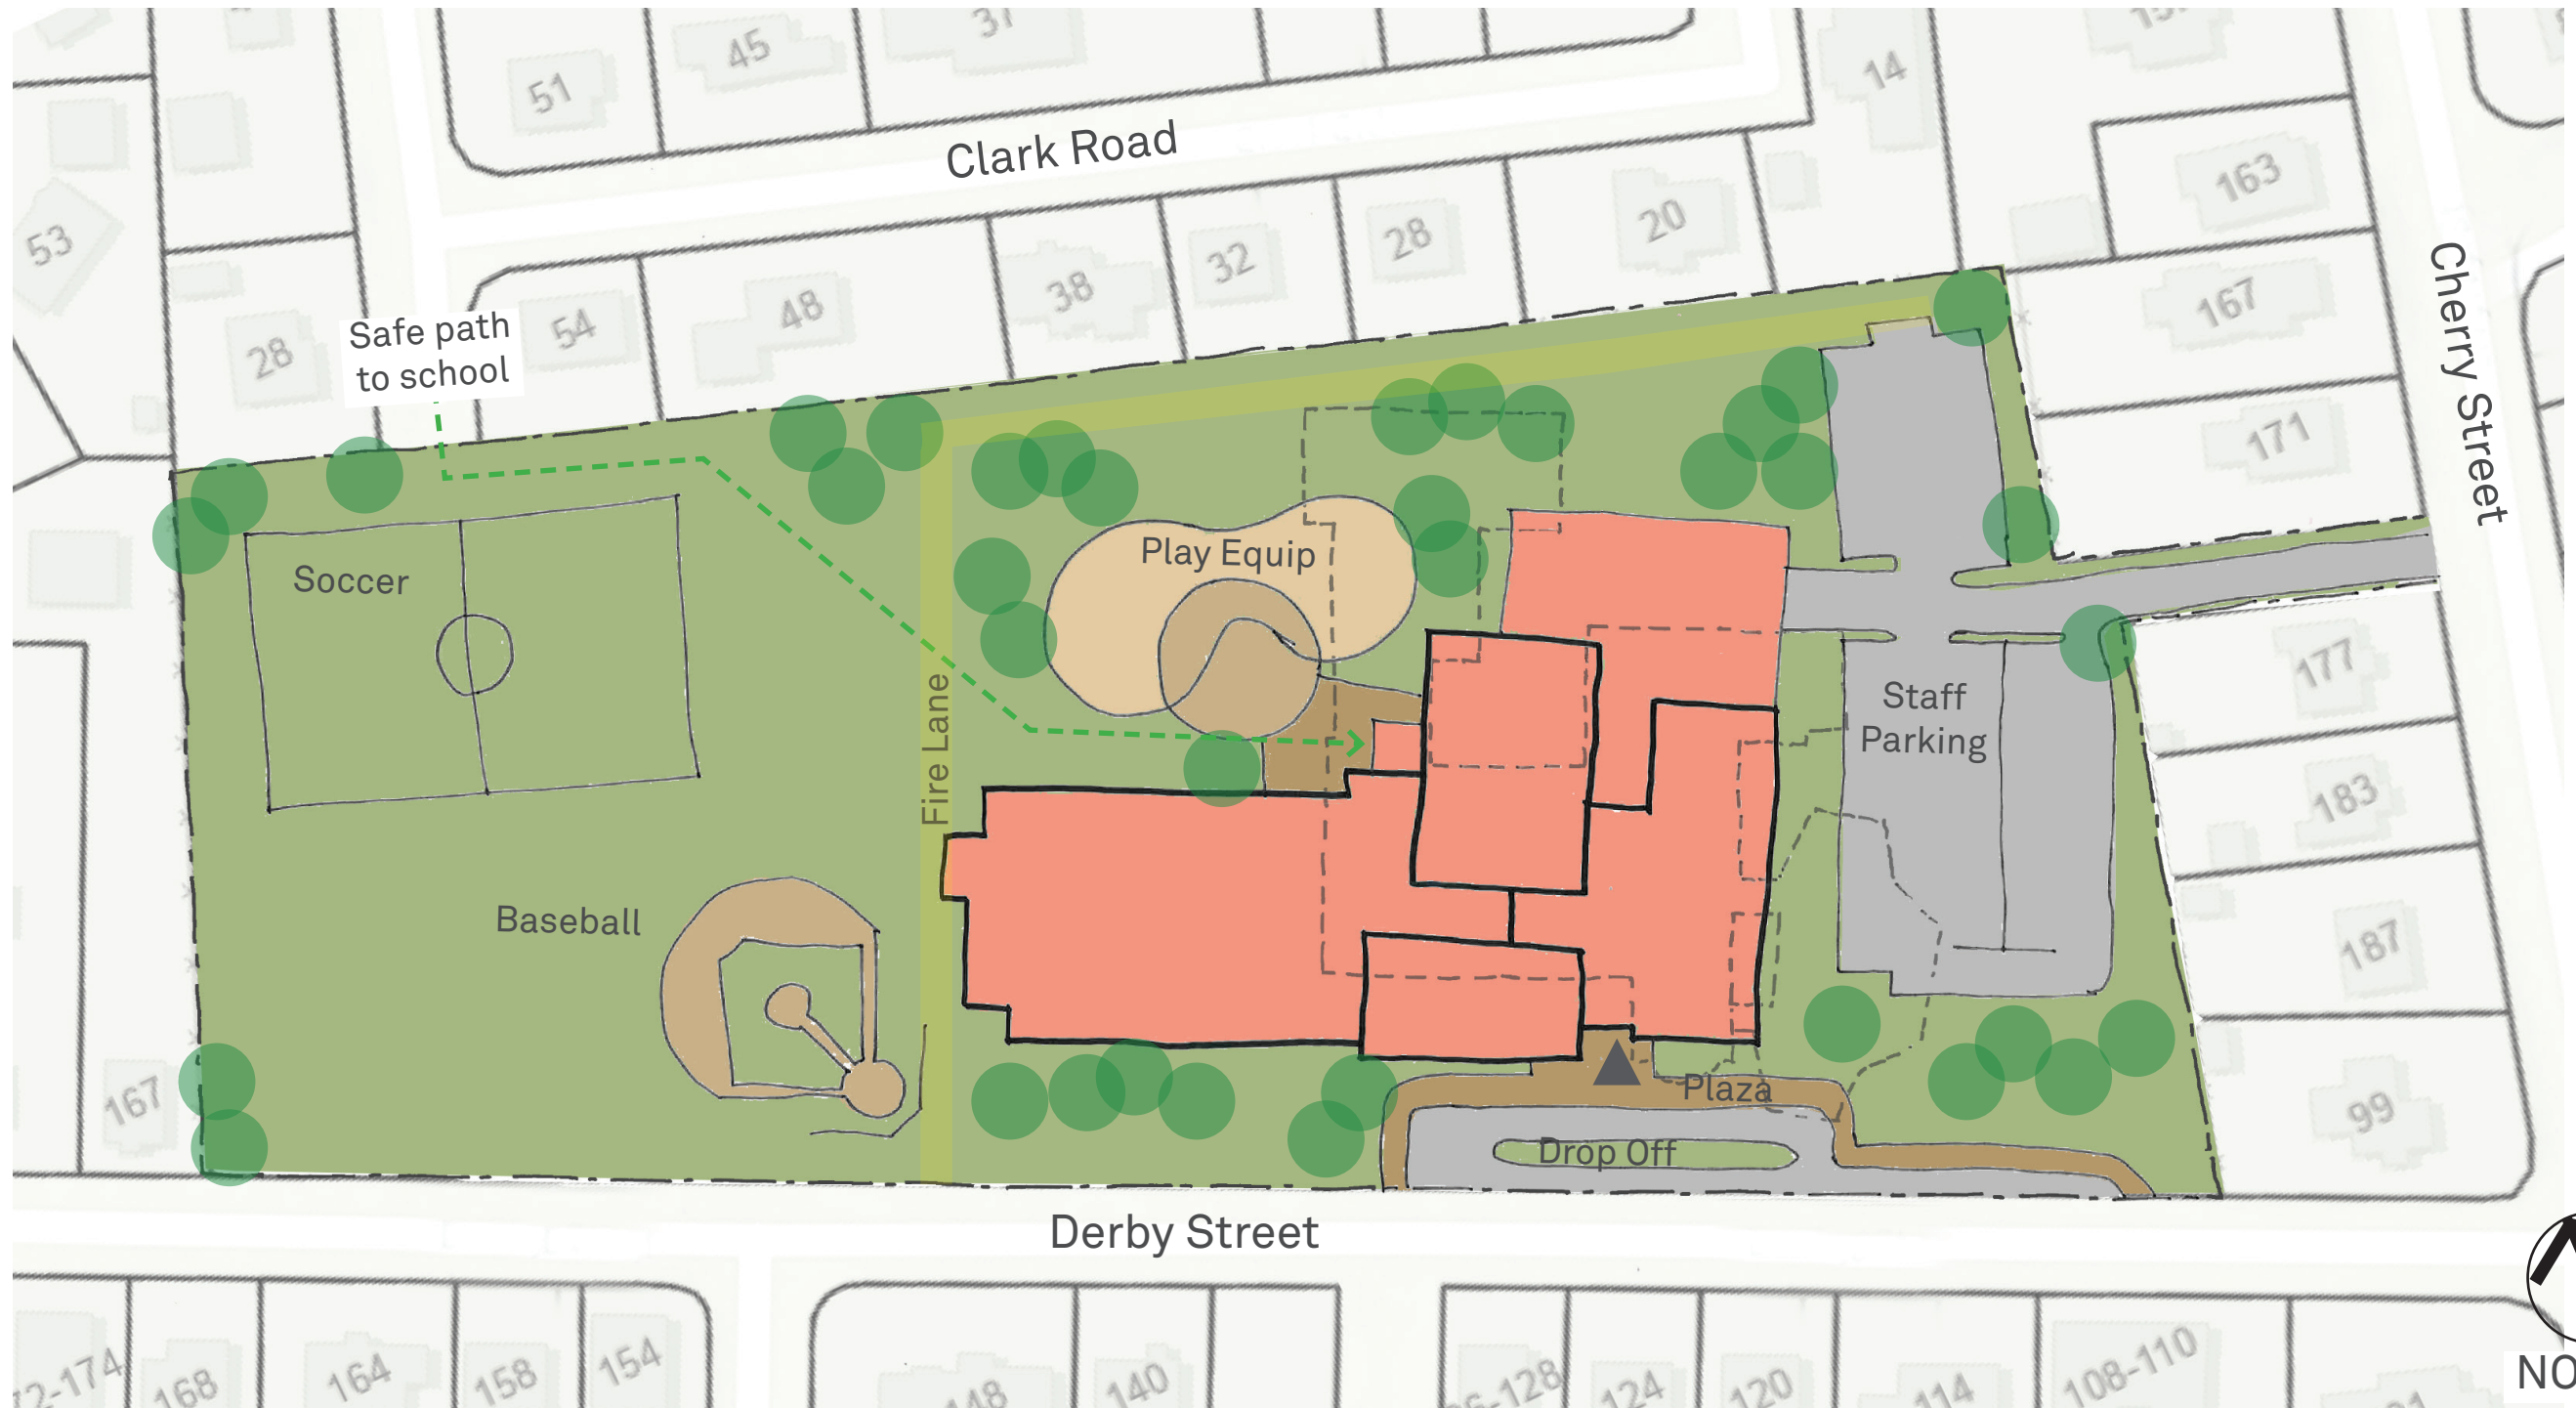 37
45
51
14
Clark Road
163
53
20
28
32
38
48
54
28
167
Cherry Street
Safe path
to school
171
Play Equip
Soccer
177
Staff
Parking
Fire Lane
183
Baseball
187
167
99
Plaza
Drop Off
Derby Street
168
164
158
154
140
124
120
114
108-110